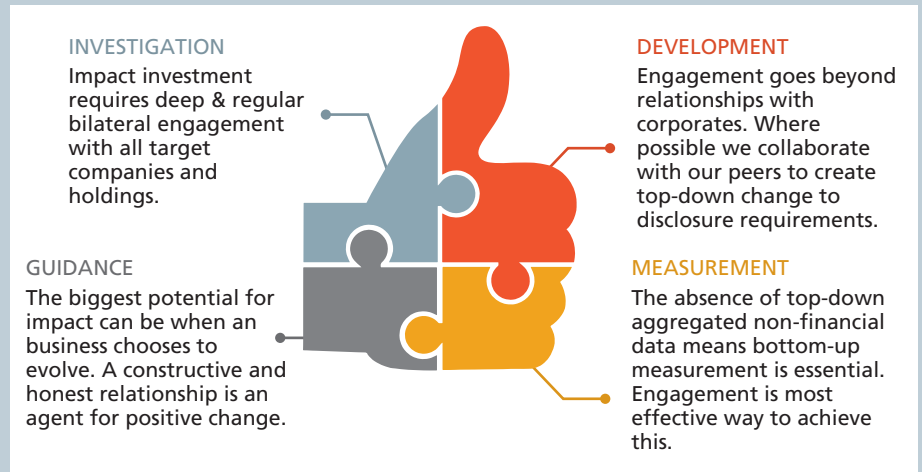 INVESTIGATION
Impact investment
requires deep & regular
bilateral engagement
with all target
companies and
holdings.
DEVELOPMENT
Engagement goes beyond
relationships with
corporates. Where
possible we collaborate
with our peers to create
top-down change to
disclosure requirements.
GUIDANCE
The biggest potential for
impact can be when an
business chooses to
evolve. A constructive and
honest relationship is an
agent for positive change.
MEASUREMENT
The absence of top-down
aggregated non-financial
data means bottom-up
measurement is essential.
Engagement is most
effective way to achieve
this.